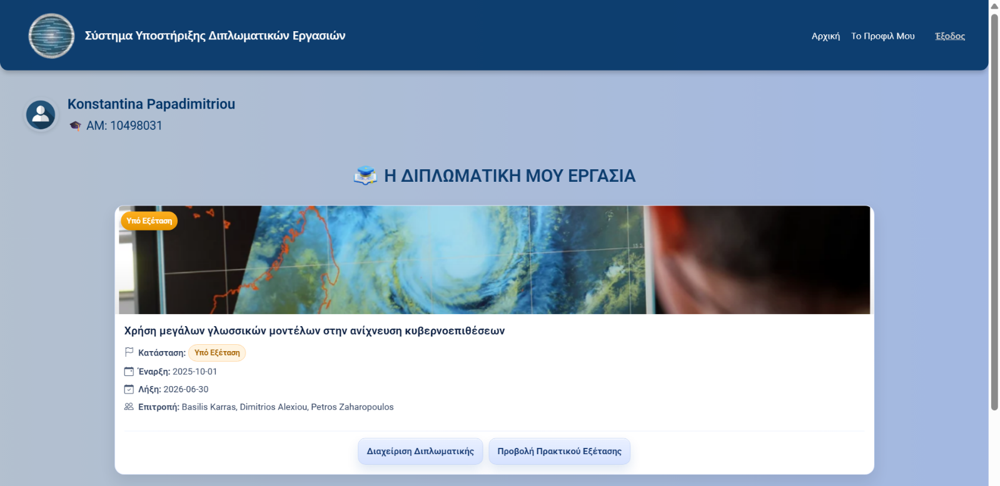 Σύστημα Υποστήριξης Διπλωματικών Εργασιών
Αρχική Το Προφιλ Μου Έξοδος
Konstantina Papadimitriou
ΑΜ: 10498031
Η ΔΙΠΛΩΜΑΤΙΚΗ ΜΟΥ ΕΡΓΑΣΙΑ
Υπό Εξέταση
Χρήση μεγάλων γλωσσικών μοντέλων στην ανίχνευση κυβερνοεπιθέσεων
Κατάσταση: Υπό Εξέταση
Έναρξη: 2025-10-01
Λήξη: 2026-06-30
Επιτροπή: Basilis Karras, Dimitrios Alexiou, Petros Zaharopoulos
Διαχείριση Διπλωματικής Προβολή Πρακτικού Εξέτασης